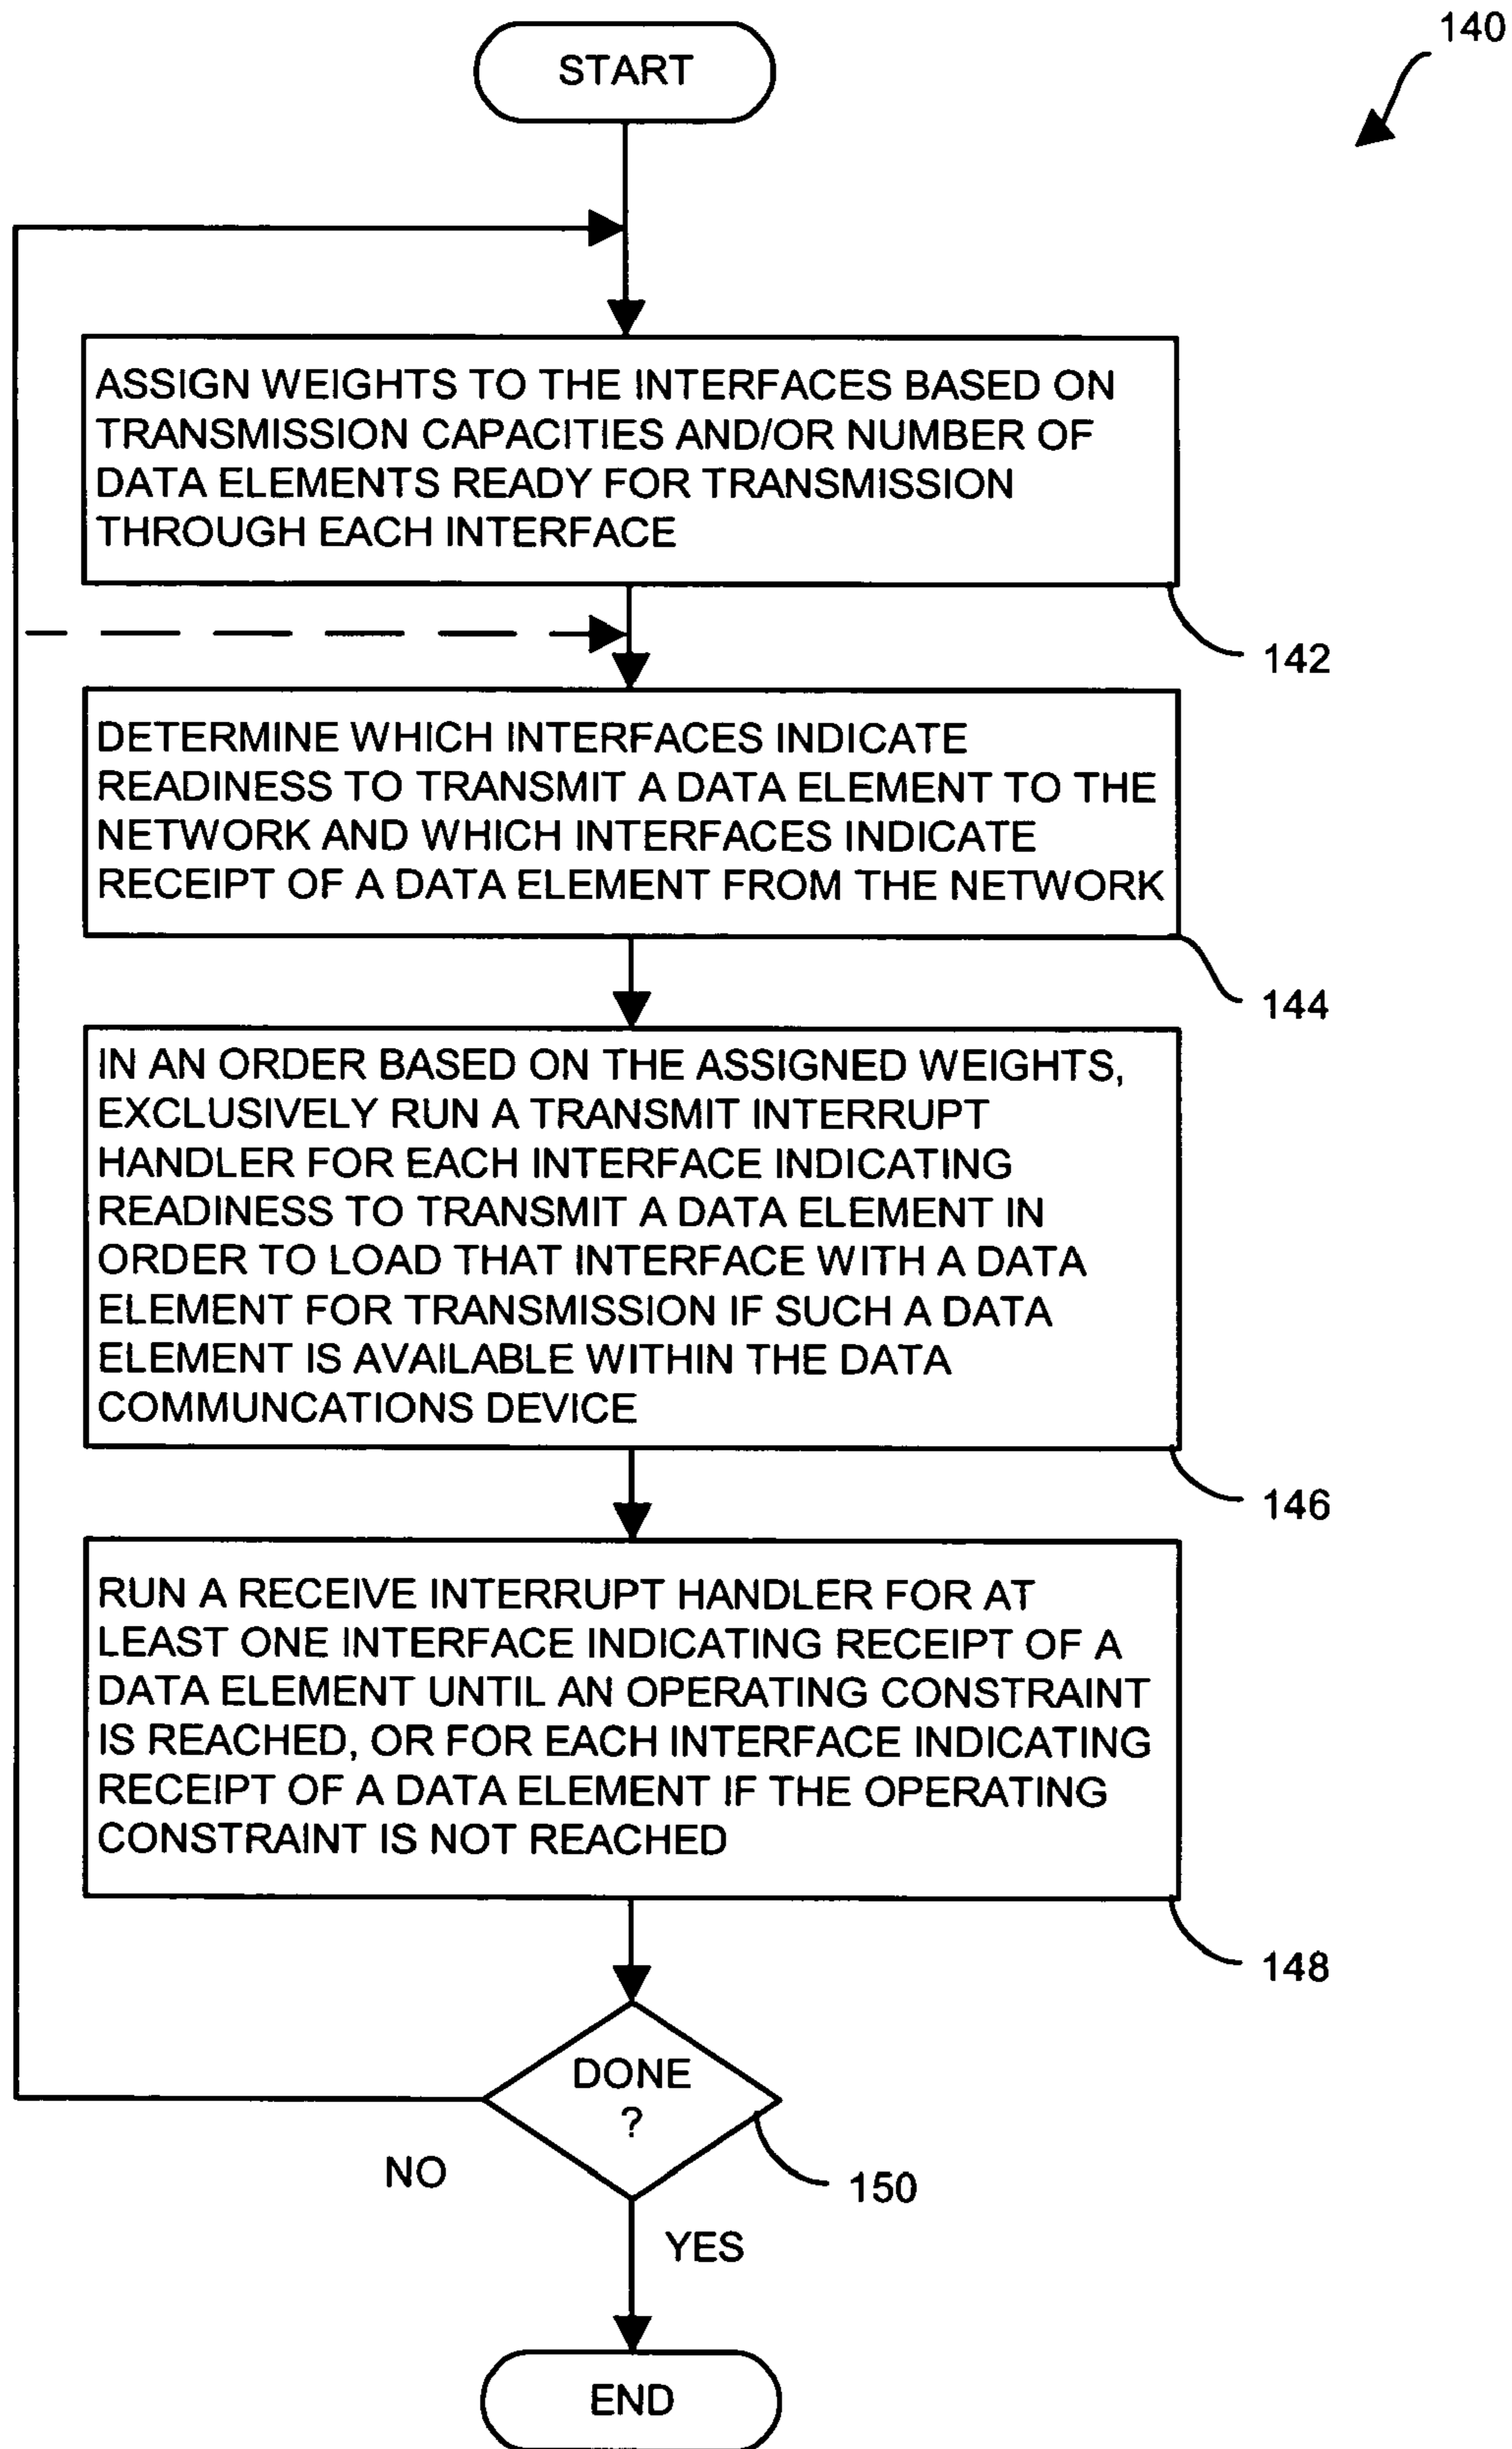 140
START
ASSIGN WEIGHTS TO THE INTERFACES BASED ON
TRANSMISSION CAPACITIES AND/OR NUMBER OF
DATA ELEMENTS READY FOR TRANSMISSION
THROUGH EACH INTERFACE
142
DETERMINE WHICH INTERFACES INDICATE
READINESS TO TRANSMIT A DATA ELEMENT TO THE
NETWORK AND WHICH INTERFACES INDICATE
RECEIPT OF A DATA ELEMENT FROM THE NETWORK
144
IN AN ORDER BASED ON THE ASSIGNED WEIGHTS,
EXCLUSIVELY RUN A TRANSMIT INTERRUPT
HANDLER FOR EACH INTERFACE INDICATING
READINESS TO TRANSMIT A DATA ELEMENT IN
ORDER TO LOAD THAT INTERFACE WITH A DATA
ELEMENT FOR TRANSMISSION IF SUCH A DATA
ELEMENT IS AVAILABLE WITHIN THE DATA
COMMUNCATIONS DEVICE
146
RUN A RECEIVE INTERRUPT HANDLER FOR AT
LEAST ONE INTERFACE INDICATING RECEIPT OF A
DATA ELEMENT UNTIL AN OPERATING CONSTRAINT
IS REACHED, OR FOR EACH INTERFACE INDICATING
RECEIPT OF A DATA ELEMENT IF THE OPERATING
CONSTRAINT IS NOT REACHED
148
DONE
?
150
NO
YES
END